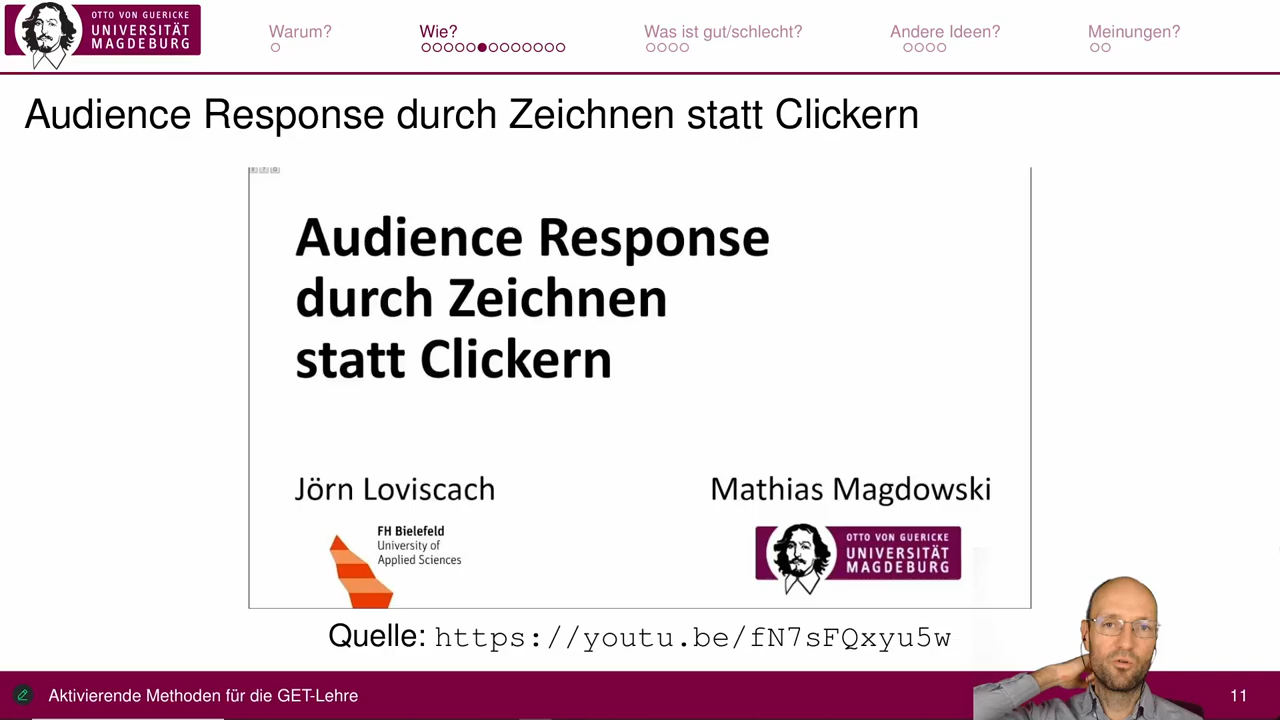 OTTO VON GUERICKE
UNIVERSITÄT
MAGDEBURG
Warum?
Wie?
Was ist gut/schlecht?
Andere Ideen?
Meinungen?
Audience Response durch Zeichnen statt Clickern
Audience Response
durch Zeichnen
statt Clickern
Jörn Loviscach
Mathias Magdowski
FH Bielefeld
University of
Applied Sciences
OTTO VON GUERICKE
UNIVERSITÄT
MAGDEBURG
Quelle: https://youtu.be/fN7sFQxyu5w
Aktivierende Methoden für die GET-Lehre
11